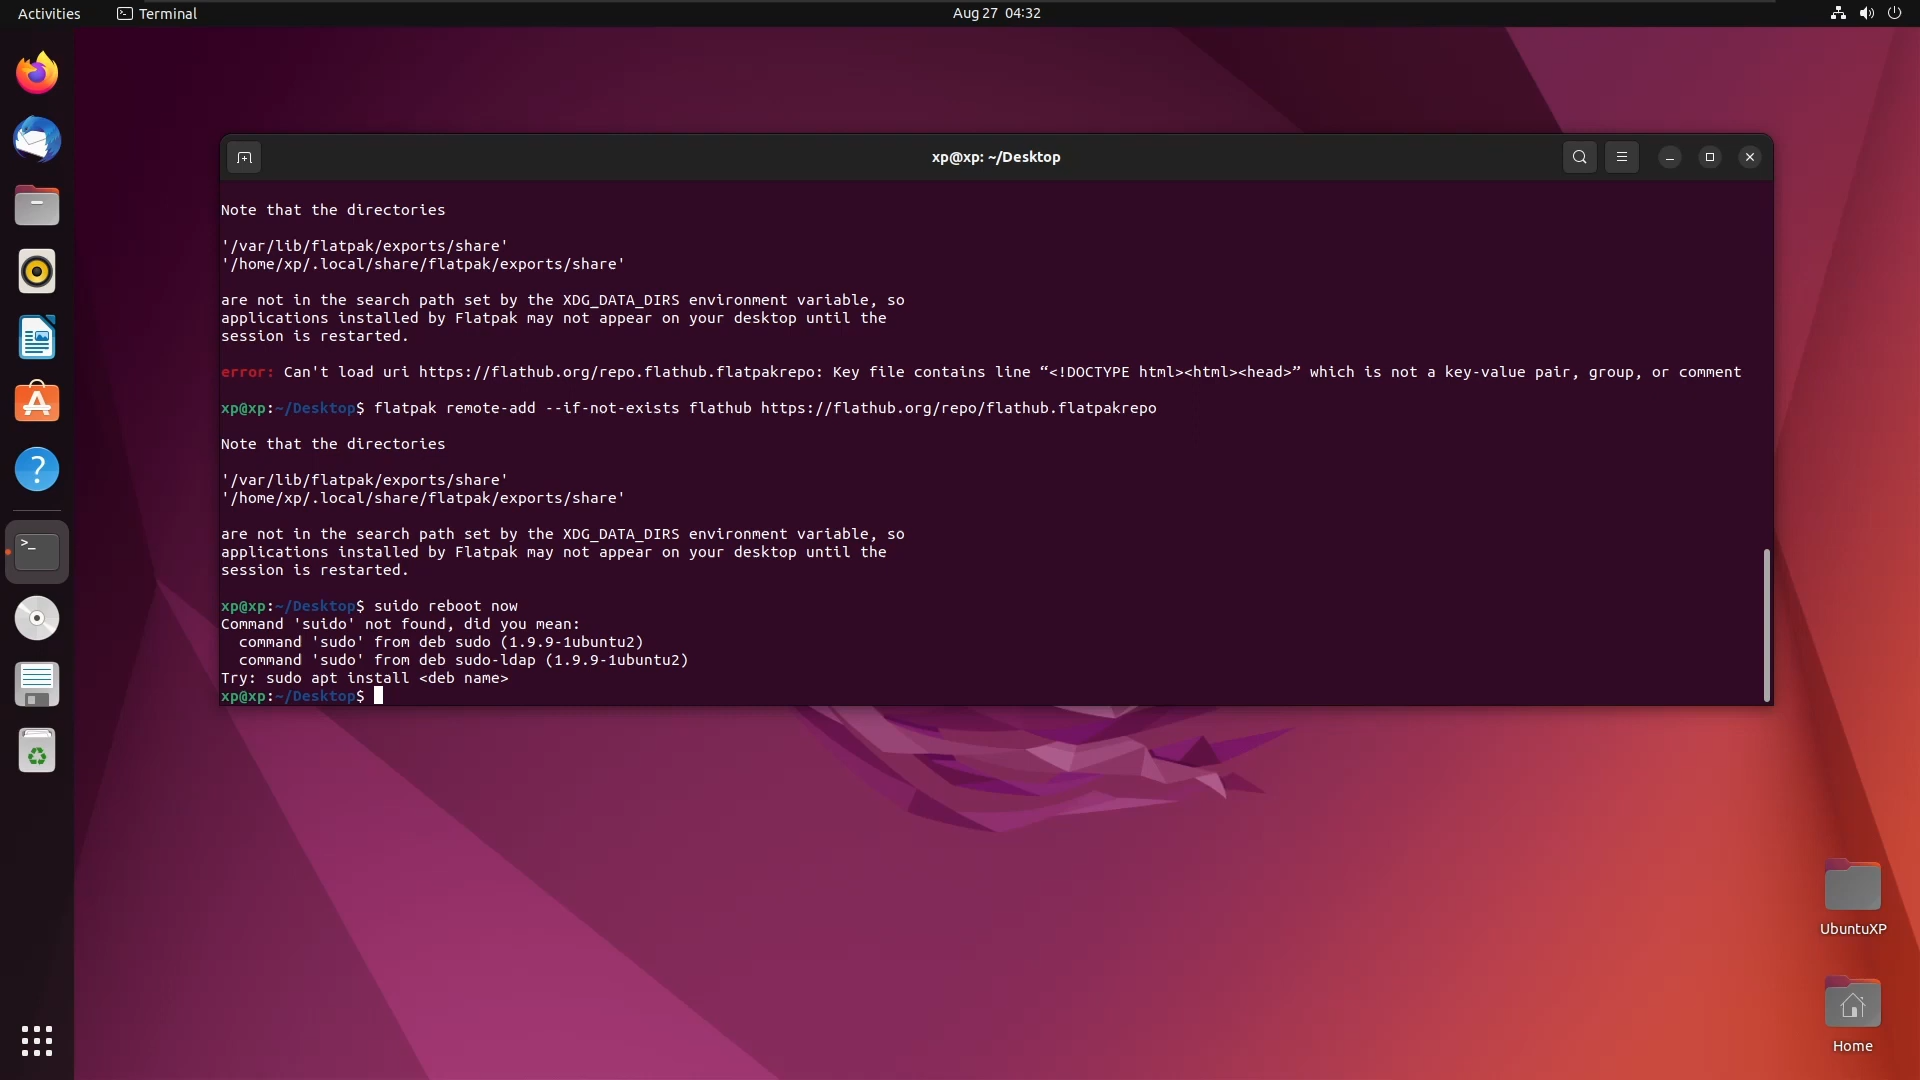 Activities
Terminal
Aug 27 04:32
xp@xp: ~/Desktop
Note that the directories
'/var/lib/flatpak/exports/share'
'/home/xp/.local/share/flatpak/exports/share'
are not in the search path set by the XDG_DATA_DIRS environment variable, so
applications installed by Flatpak may not appear on your desktop until the
session is restarted.
error: Can't load uri https://flathub.org/repo.flathub.flatpakrepo: Key file contains line “<!DOCTYPE html><html><head>” which is not a key-value pair, group, or comment
xp@xp:~/Desktop$ flatpak remote-add --if-not-exists flathub https://flathub.org/repo/flathub.flatpakrepo
Note that the directories
'/var/lib/flatpak/exports/share'
'/home/xp/.local/share/flatpak/exports/share'
are not in the search path set by the XDG_DATA_DIRS environment variable, so
applications installed by Flatpak may not appear on your desktop until the
session is restarted.
xp@xp:~/Desktop$ suido reboot now
Command 'suido' not found, did you mean:
  command 'sudo' from deb sudo (1.9.9-1ubuntu2)
  command 'sudo' from deb sudo-ldap (1.9.9-1ubuntu2)
Try: sudo apt install <deb name>
xp@xp:~/Desktop$
UbuntuXP
Home